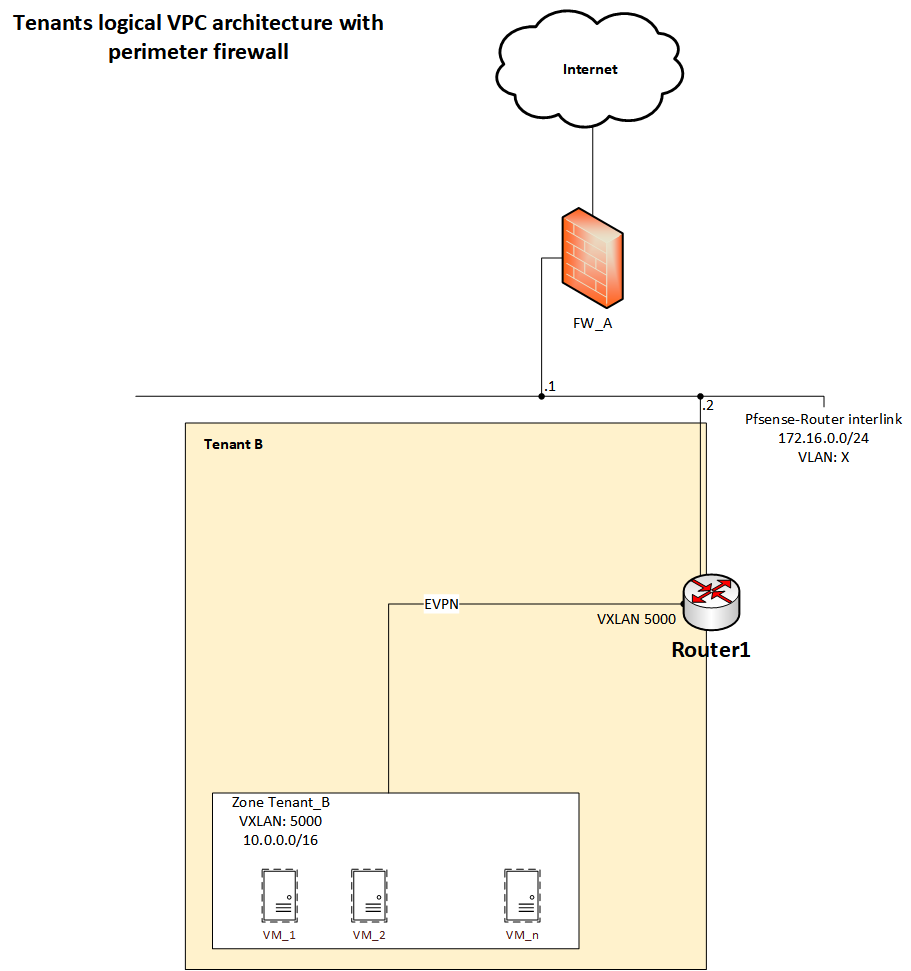 Tenants logical VPC architecture with
perimeter firewall
Internet
FW_A
.1
.2
Pfsense-Router interlink
172.16.0.0/24
VLAN: X
Tenant B
EVPN
VXLAN 5000
Router1
Zone Tenant_B
VXLAN: 5000
10.0.0.0/16
VM_1
VM_2
VM_n